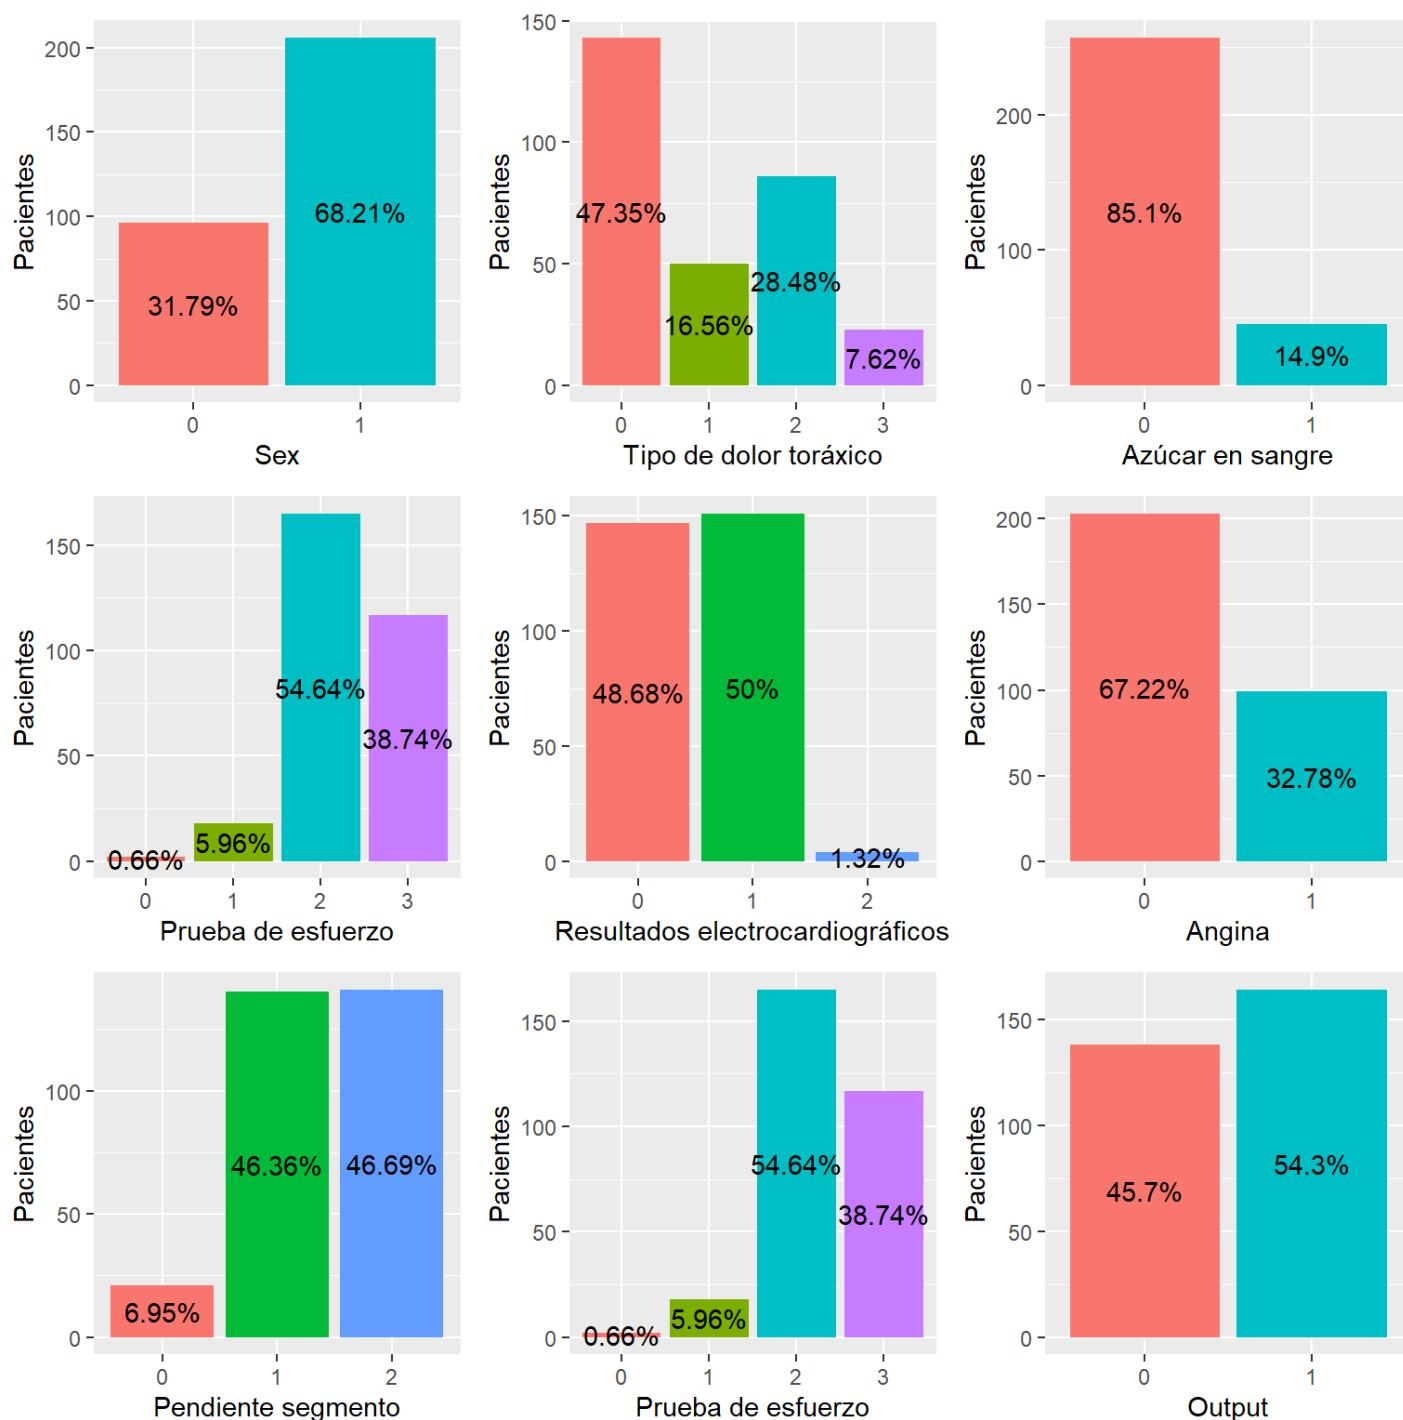 Pacientes
200
150
100
50
0
31.79%
68.21%
0 1
Sex
Pacientes
150
100
50
0
47.35%
16.56%
28.48%
7.62%
0 1 2 3
Tipo de dolor toráxico
Pacientes
200
100
0
85.1%
14.9%
0 1
Azúcar en sangre
Pacientes
150
100
50
0
0.66%
5.96%
54.64%
38.74%
0 1 2 3
Prueba de esfuerzo
Pacientes
150
100
50
0
48.68%
50%
1.32%
0 1 2
Resultados electrocardiográficos
Pacientes
200
150
100
50
0
67.22%
32.78%
0 1
Angina
Pacientes
100
50
0
6.95%
46.36%
46.69%
0 1 2
Pendiente segmento
Pacientes
150
100
50
0
0.66%
5.96%
54.64%
38.74%
0 1 2 3
Prueba de esfuerzo
Pacientes
150
100
50
0
45.7%
54.3%
0 1
Output